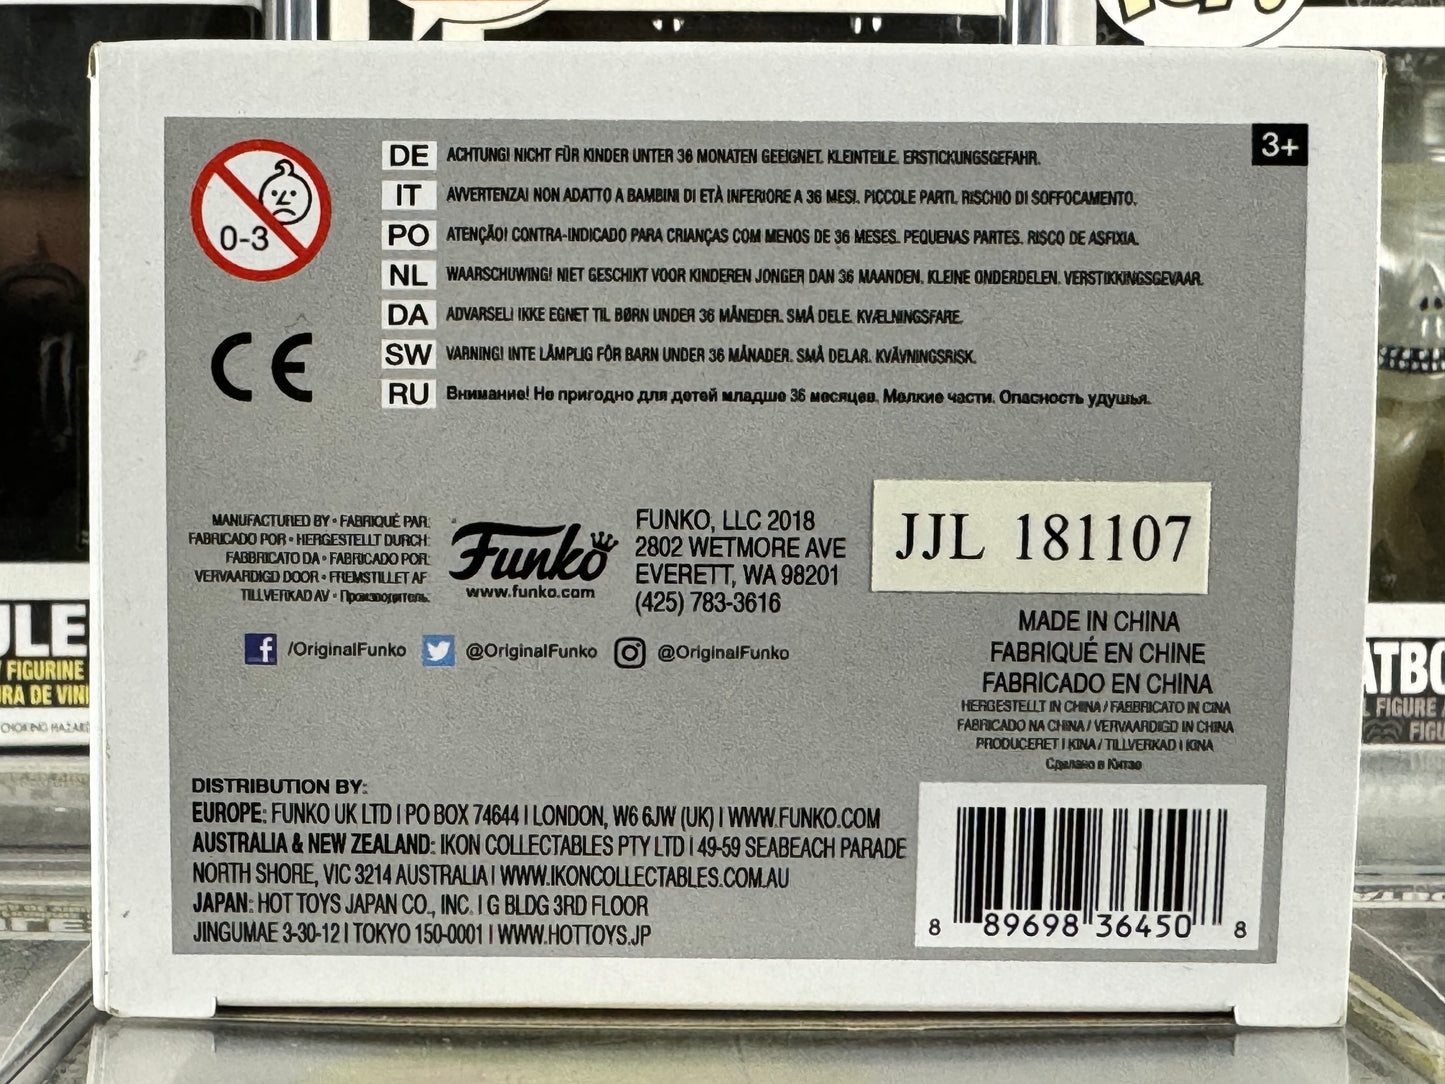 3+
0-3
DE ACHTUNG! NICHT FÜR KINDER UNTER 36 MONATEN GEEIGNET. KLEINTEILE. ERSTICKUNGSGEFAHR.
IT AVVERTENZA! NON ADATTO A BAMBINI DI ETÀ INFERIORE A 36 MESI. PICCOLE PARTI. RISCHIO DI SOFFOCAMENTO.
PO ATENÇÃO! CONTRA-INDICADO PARA CRIANÇAS COM MENOS DE 36 MESES. PEQUENAS PARTES. RISCO DE ASFIXIA.
NL WAARSCHUWING! NIET GESCHIKT VOOR KINDEREN JONGER DAN 36 MAANDEN. KLEINE ONDERDELEN. VERSTIKKINGSGEVAAR.
DA ADVARSEL! IKKE EGNET TIL BØRN UNDER 36 MÅNEDER. SMÅ DELE. KVÆLNINGSFARE.
SW VARNING! INTE LÄMPLIG FÖR BARN UNDER 36 MÅNADER. SMÅ DELAR. KVÄVNINGSRISK.
RU Внимание! Не пригодно для детей младше 36 месяцев. Мелкие части. Опасность удушья.
CE
MANUFACTURED BY • FABRIQUÉ PAR:
FABRICADO POR • HERGESTELLT DURCH:
FABBRICATO DA • FABRICADO POR:
VERVAARDIGD DOOR • FREMSTILLET AF
TILLVERKAD AV • Производитель:
Funko
www.funko.com
FUNKO, LLC 2018
2802 WETMORE AVE
EVERETT, WA 98201
(425) 783-3616
JJL 181107
/OriginalFunko @OriginalFunko @OriginalFunko
MADE IN CHINA
FABRIQUÉ EN CHINE
FABRICADO EN CHINA
HERGESTELLT IN CHINA / FABBRICATO IN CINA
FABRICADO NA CHINA / VERVAARDIGD IN CHINA
PRODUCERET I KINA / TILLVERKAD I KINA
Сделано в Китае
DISTRIBUTION BY:
EUROPE: FUNKO UK LTD | PO BOX 74644 | LONDON, W6 6JW (UK) | WWW.FUNKO.COM
AUSTRALIA & NEW ZEALAND: IKON COLLECTABLES PTY LTD | 49-59 SEABEACH PARADE
NORTH SHORE, VIC 3214 AUSTRALIA | WWW.IKONCOLLECTABLES.COM.AU
JAPAN: HOT TOYS JAPAN CO., INC. | G BLDG 3RD FLOOR
JINGUMAE 3-30-12 | TOKYO 150-0001 | WWW.HOTTOYS.JP
8 89698 36450 8
FIGURINE
FIGURE